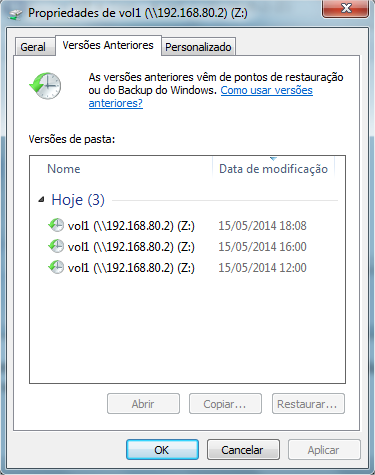 Propriedades de vol1 (\\192.168.80.2) (Z:)
Geral Versões Anteriores Personalizado
As versões anteriores vêm de pontos de restauração
ou do Backup do Windows. Como usar versões
anteriores?
Versões de pasta:
Nome Data de modificação
Hoje (3)
vol1 (\\192.168.80.2) (Z:) 15/05/2014 18:08
vol1 (\\192.168.80.2) (Z:) 15/05/2014 16:00
vol1 (\\192.168.80.2) (Z:) 15/05/2014 12:00
Abrir Copiar... Restaurar...
OK Cancelar Aplicar